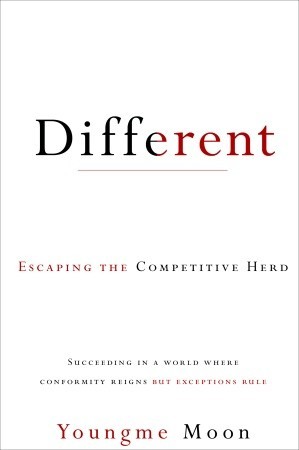 Different
Escaping the Competitive Herd
Succeeding in a world where
conformity reigns but exceptions rule
Youngme Moon